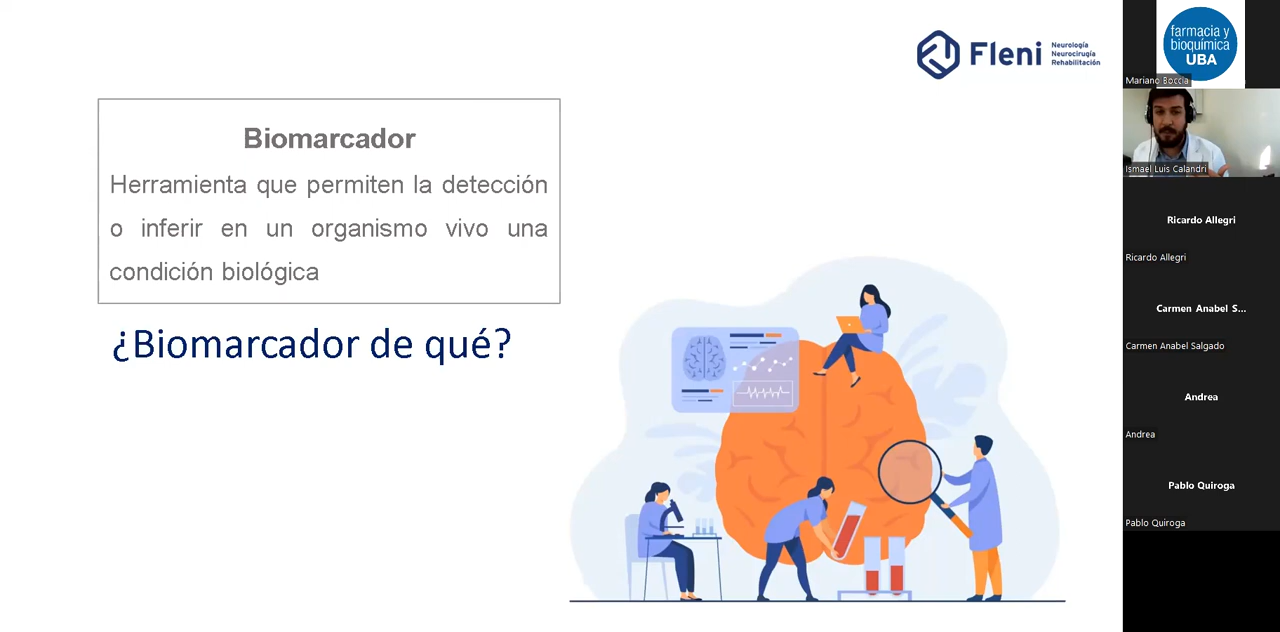 Fleni
Neurología
Neurocirugía
Rehabilitación
Biomarcador
Herramienta que permiten la detección
o inferir en un organismo vivo una
condición biológica
¿Biomarcador de qué?
farmacia y
bioquímica
UBA
Mariano Boccia
Ismael Luis Calandri
Ricardo Allegri
Ricardo Allegri
Carmen Anabel S...
Carmen Anabel Salgado
Andrea
Andrea
Pablo Quiroga
Pablo Quiroga